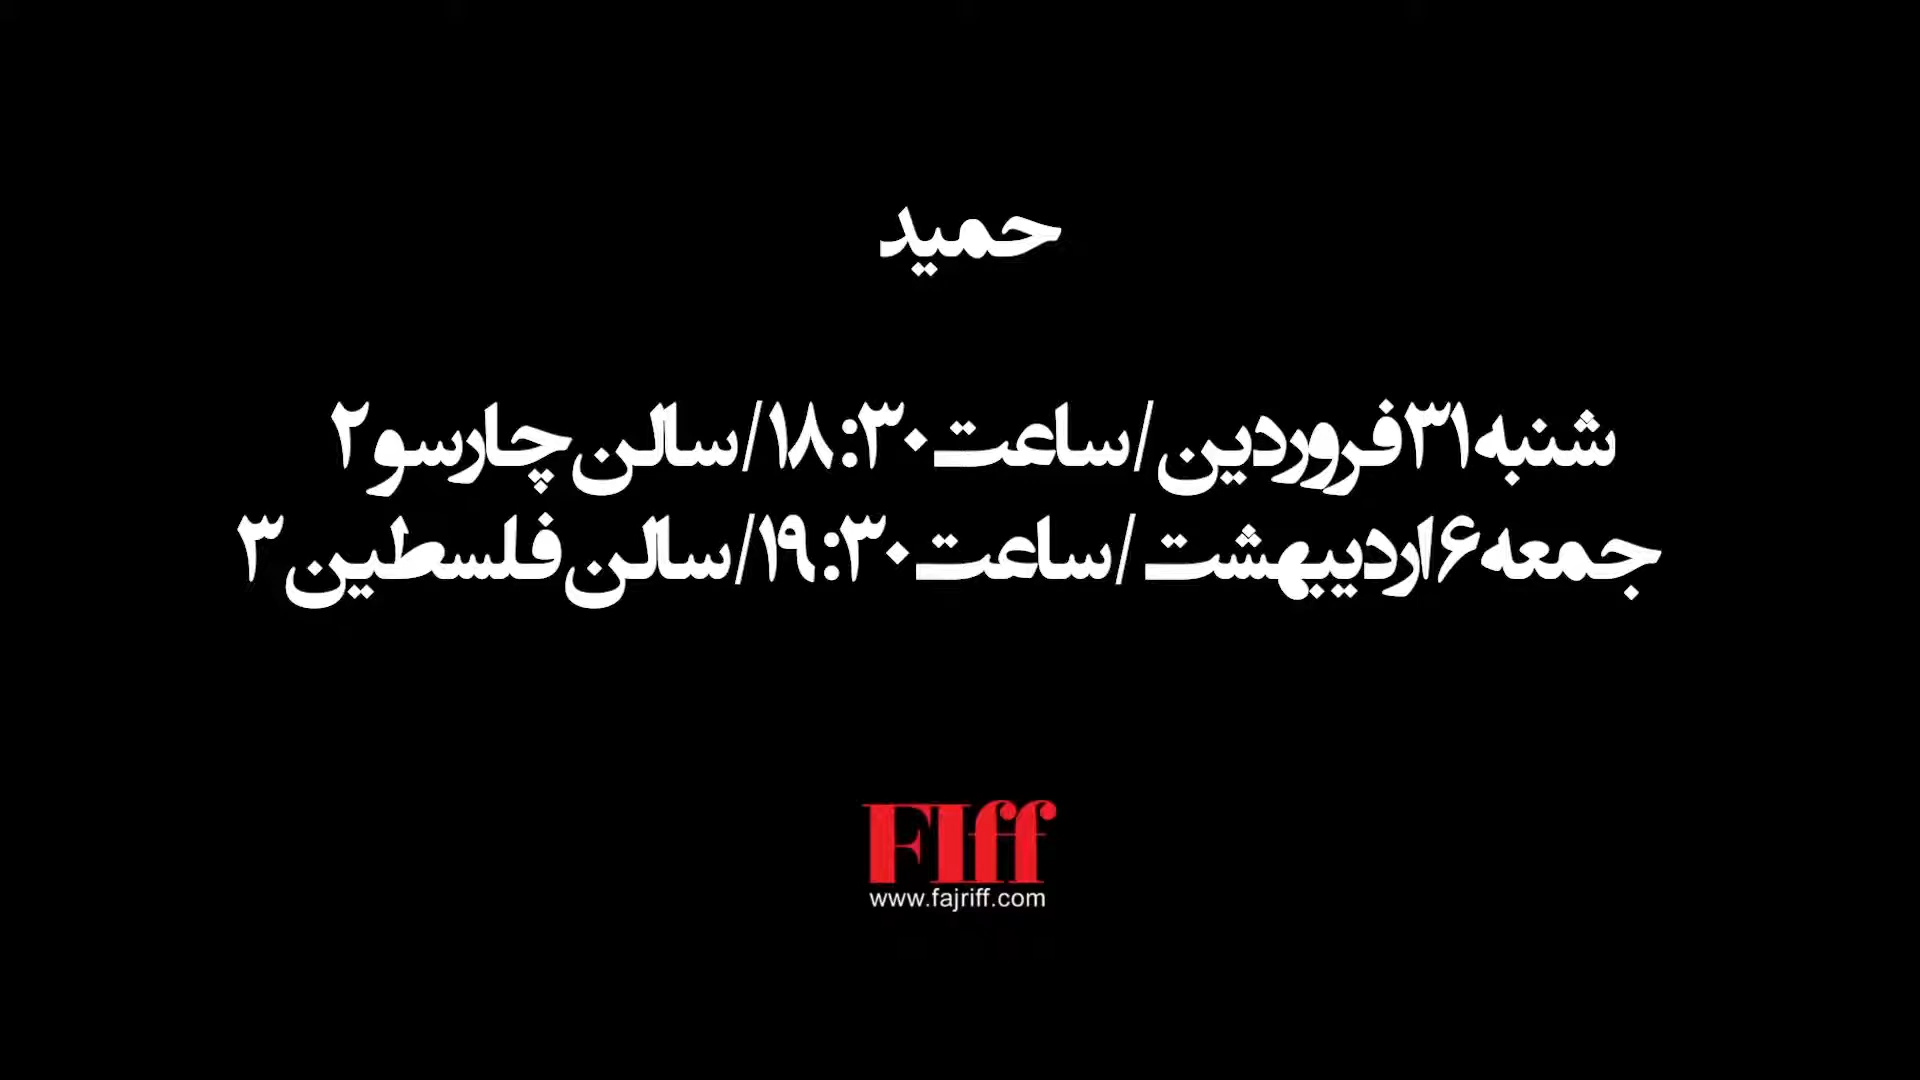 حمید
شنبه ۳۱ فروردین / ساعت ۱۸:۳۰ / سالن چارسو ۲
جمعه ۶ اردیبهشت / ساعت ۱۹:۳۰ / سالن فلسطین ۳
FIff
www.fajriff.com